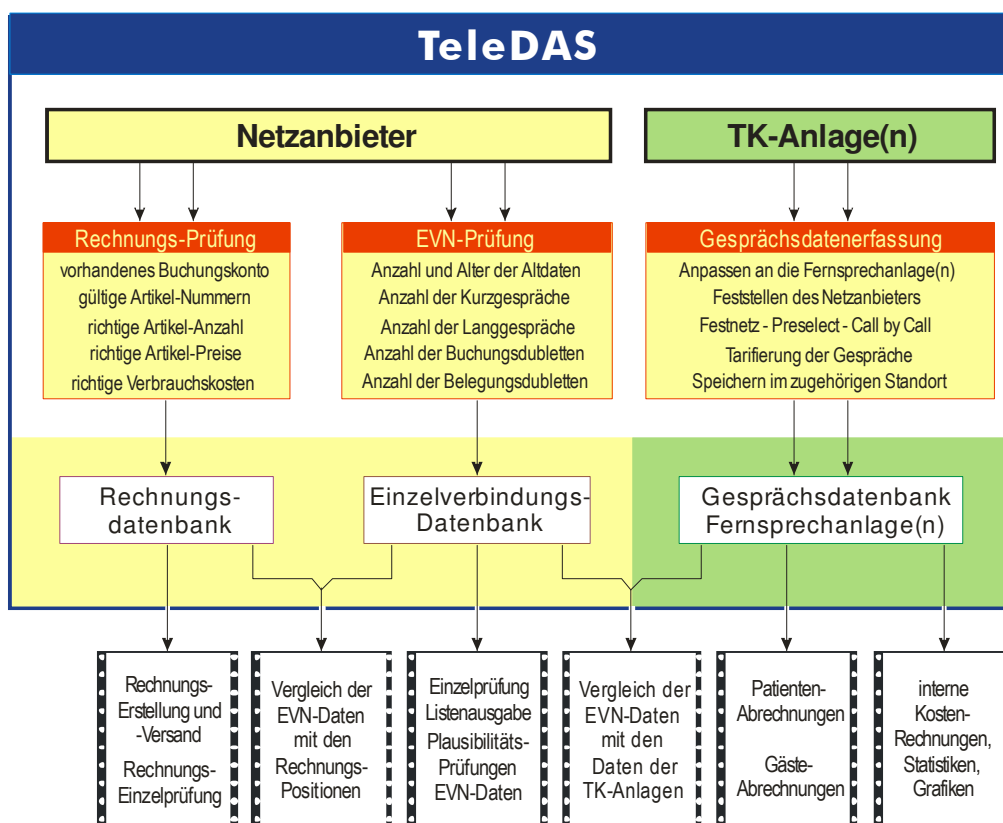 TeleDAS
Netzanbieter
TK-Anlage(n)
Rechnungs-Prüfung
vorhandenes Buchungskonto
gültige Artikel-Nummern
richtige Artikel-Anzahl
richtige Artikel-Preise
richtige Verbrauchskosten
EVN-Prüfung
Anzahl und Alter der Altdaten
Anzahl der Kurzgespräche
Anzahl der Langgespräche
Anzahl der Buchungsdubletten
Anzahl der Belegungsdubletten
Gesprächsdatenerfassung
Anpassen an die Fernsprechanlage(n)
Feststellen des Netzanbieters
Festnetz - Preselect - Call by Call
Tarifierung der Gespräche
Speichern im zugehörigen Standort
Rechnungs-
datenbank
Einzelverbindungs-
Datenbank
Gesprächsdatenbank
Fernsprechanlage(n)
Rechnungs-
Erstellung und
-Versand
Rechnungs-
Einzelprüfung
Vergleich der
EVN-Daten
mit den
Rechnungs-
Positionen
Einzelprüfung
Listenausgabe
Plausibilitäts-
Prüfungen
EVN-Daten
Vergleich der
EVN-Daten
mit den
Daten der
TK-Anlagen
Patienten-
Abrechnungen
Gäste-
Abrechnungen
interne
Kosten-
Rechnungen,
Statistiken,
Grafiken